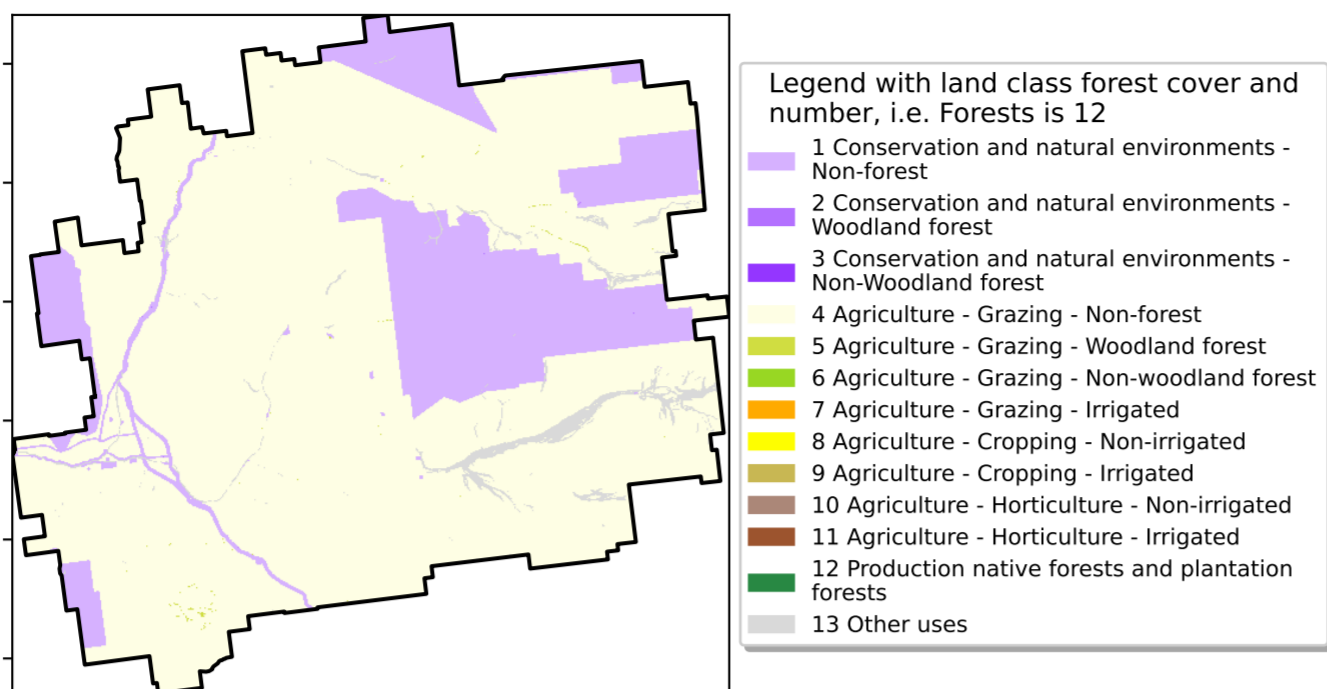 Legend with land class forest cover and
number, i.e. Forests is 12
1 Conservation and natural environments -
Non-forest
2 Conservation and natural environments -
Woodland forest
3 Conservation and natural environments -
Non-Woodland forest
4 Agriculture - Grazing - Non-forest
5 Agriculture - Grazing - Woodland forest
6 Agriculture - Grazing - Non-woodland forest
7 Agriculture - Grazing - Irrigated
8 Agriculture - Cropping - Non-irrigated
9 Agriculture - Cropping - Irrigated
10 Agriculture - Horticulture - Non-irrigated
11 Agriculture - Horticulture - Irrigated
12 Production native forests and plantation
forests
13 Other uses